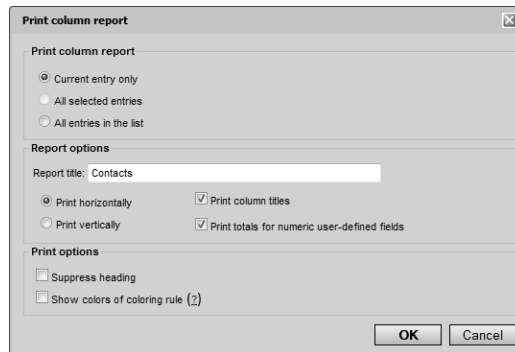 Print column report
Print column report
Current entry only
All selected entries
All entries in the list
Report options
Report title: Contacts
Print horizontally
Print column titles
Print vertically
Print totals for numeric user-defined fields
Print options
Suppress heading
Show colors of coloring rule (?)
OK Cancel